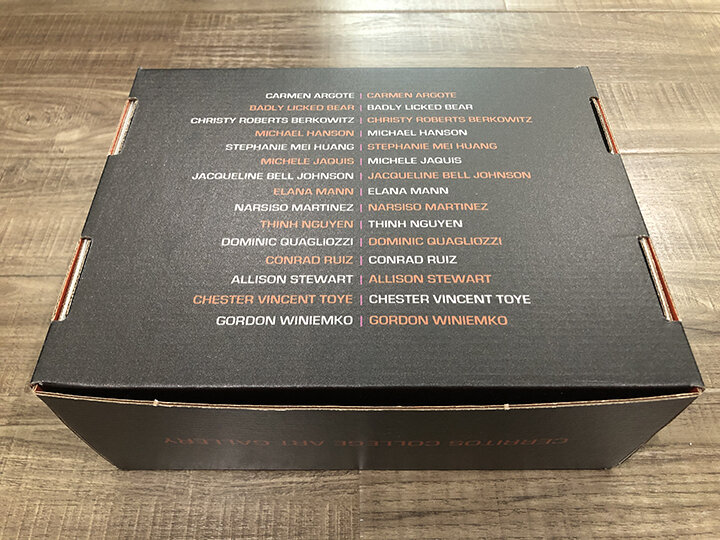 CARMEN ARGOTE | CARMEN ARGOTE
BADLY LICKED BEAR | BADLY LICKED BEAR
CHRISTY ROBERTS BERKOWITZ | CHRISTY ROBERTS BERKOWITZ
MICHAEL HANSON | MICHAEL HANSON
STEPHANIE MEI HUANG | STEPHANIE MEI HUANG
MICHELE JAQUIS | MICHELE JAQUIS
JACQUELINE BELL JOHNSON | JACQUELINE BELL JOHNSON
ELANA MANN | ELANA MANN
NARSISO MARTINEZ | NARSISO MARTINEZ
THINH NGUYEN | THINH NGUYEN
DOMINIC QUAGLIOZZI | DOMINIC QUAGLIOZZI
CONRAD RUIZ | CONRAD RUIZ
ALLISON STEWART | ALLISON STEWART
CHESTER VINCENT TOYE | CHESTER VINCENT TOYE
GORDON WINIEMKO | GORDON WINIEMKO
CERRITOS COLLEGE ART GALLERY